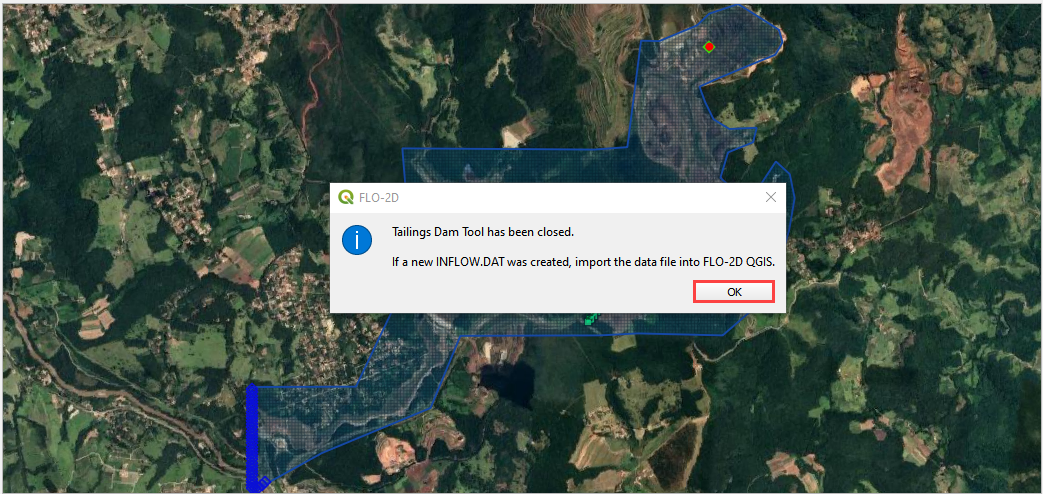 FLO-2D
Tailings Dam Tool has been closed.
If a new INFLOW.DAT was created, import the data file into FLO-2D QGIS.
OK